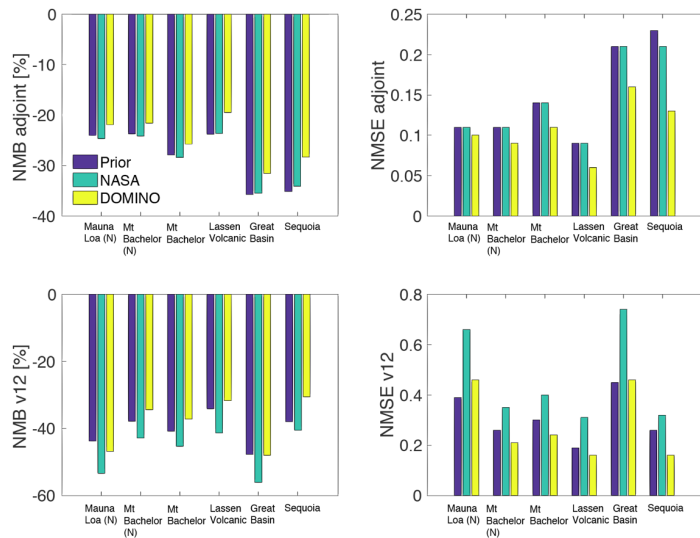 NMB adjoint [%]
0
-10
-20
-30
-40
Prior
NASA
DOMINO
Mauna Mt Mt Lassen Great Sequoia
Loa (N) Bachelor Bachelor Volcanic Basin
(N)
NMSE adjoint
0.25
0.2
0.15
0.1
0.05
0
Mauna Mt Mt Lassen Great Sequoia
Loa (N) Bachelor Bachelor Volcanic Basin
(N)
NMB v12 [%]
0
-20
-40
-60
Mauna Mt Mt Lassen Great Sequoia
Loa (N) Bachelor Bachelor Volcanic Basin
(N)
NMSE v12
0.8
0.6
0.4
0.2
0
Mauna Mt Mt Lassen Great Sequoia
Loa (N) Bachelor Bachelor Volcanic Basin
(N)